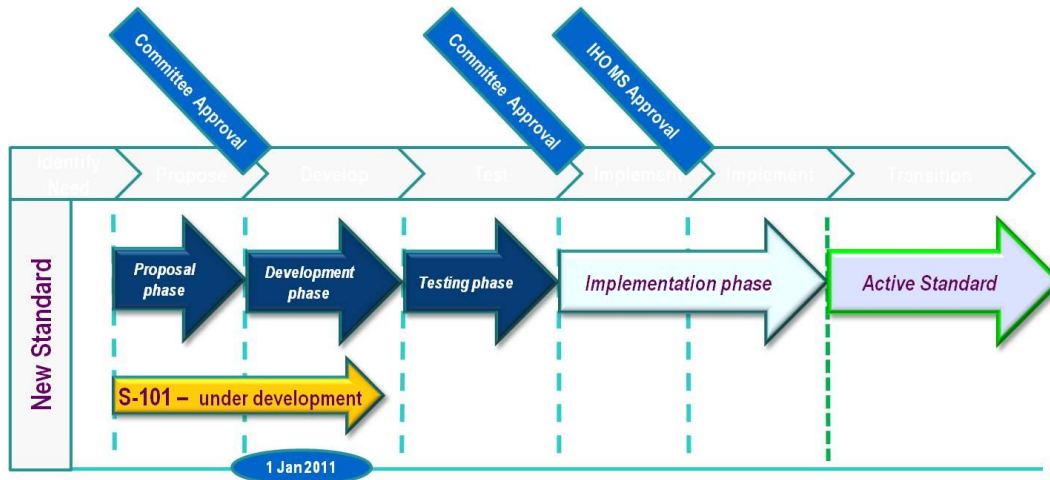 Committee Approval
Committee Approval
IHO MS Approval
Identify
Need
Propose
Develop
Test
Implement
Implement
Transition
New Standard
Proposal
phase
Development
phase
Testing phase
Implementation phase
Active Standard
S-101 – under development
1 Jan 2011